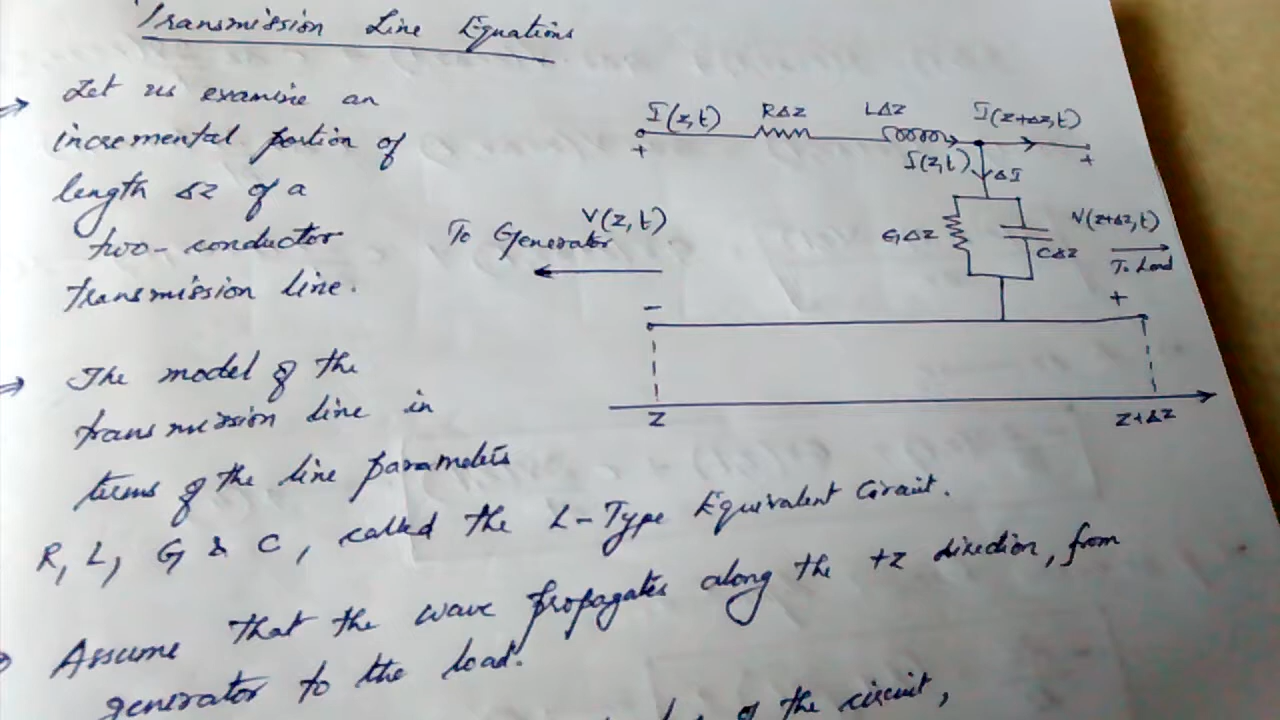 Transmission Line Equations
Let us examine an
incremental portion of
length Δz of a
two-conductor
transmission line.
I(z,t) RΔz LΔz I(z+Δz,t)
+ I(z,t) ΔI +
To Generator V(z,t) GΔz CΔz V(z+Δz,t)
To Load
- +
z z+Δz
The model of the
transmission line in
terms of the line parameters
R, L, G & C, called the L-Type Equivalent Circuit.
Assume that the wave propagates along the +z direction, from
generator to the load.
of the circuit,